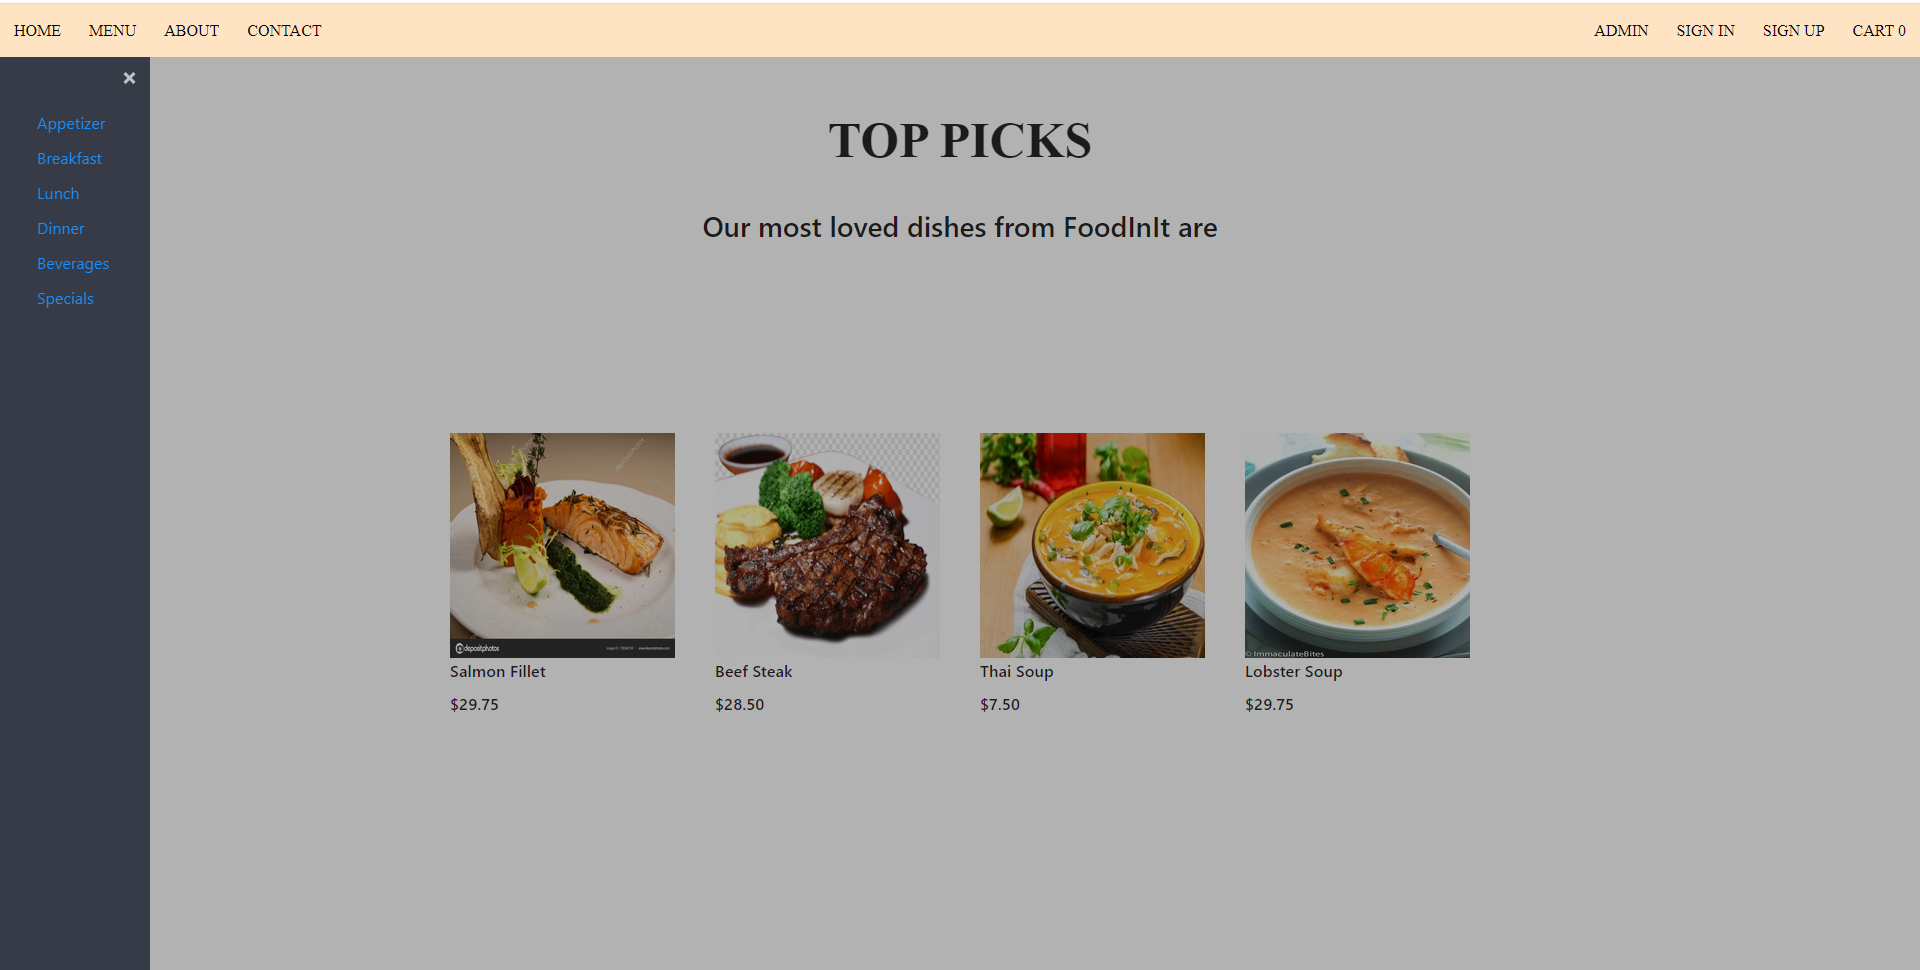 HOME MENU ABOUT CONTACT ADMIN SIGN IN SIGN UP CART 0
×
Appetizer
Breakfast
Lunch
Dinner
Beverages
Specials
TOP PICKS
Our most loved dishes from FoodInIt are
depositphotos
© ImmaculateBites
Salmon Fillet Beef Steak Thai Soup Lobster Soup
$29.75 $28.50 $7.50 $29.75